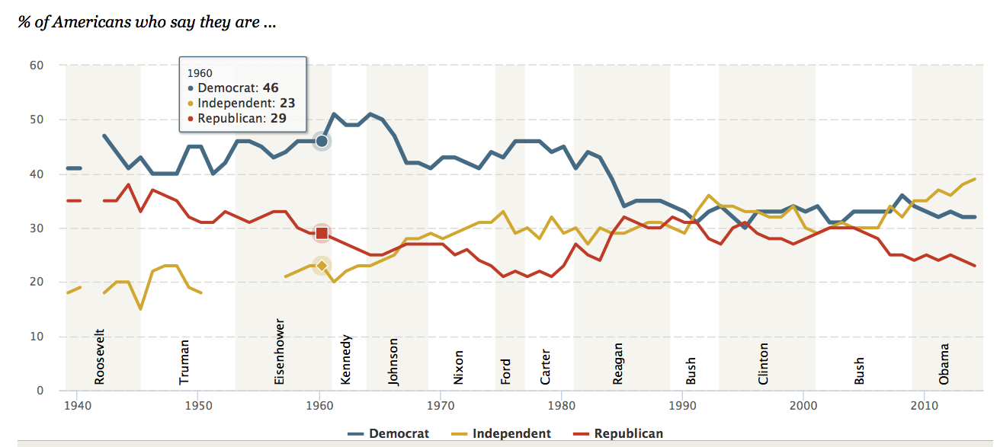 % of Americans who say they are ...
60
1960
• Democrat: 46
• Independent: 23
• Republican: 29
50
40
30
20
10
0
Roosevelt
Truman
Eisenhower
Kennedy
Johnson
Nixon
Ford
Carter
Reagan
Bush
Clinton
Bush
Obama
1940 1950 1960 1970 1980 1990 2000 2010
Democrat Independent Republican